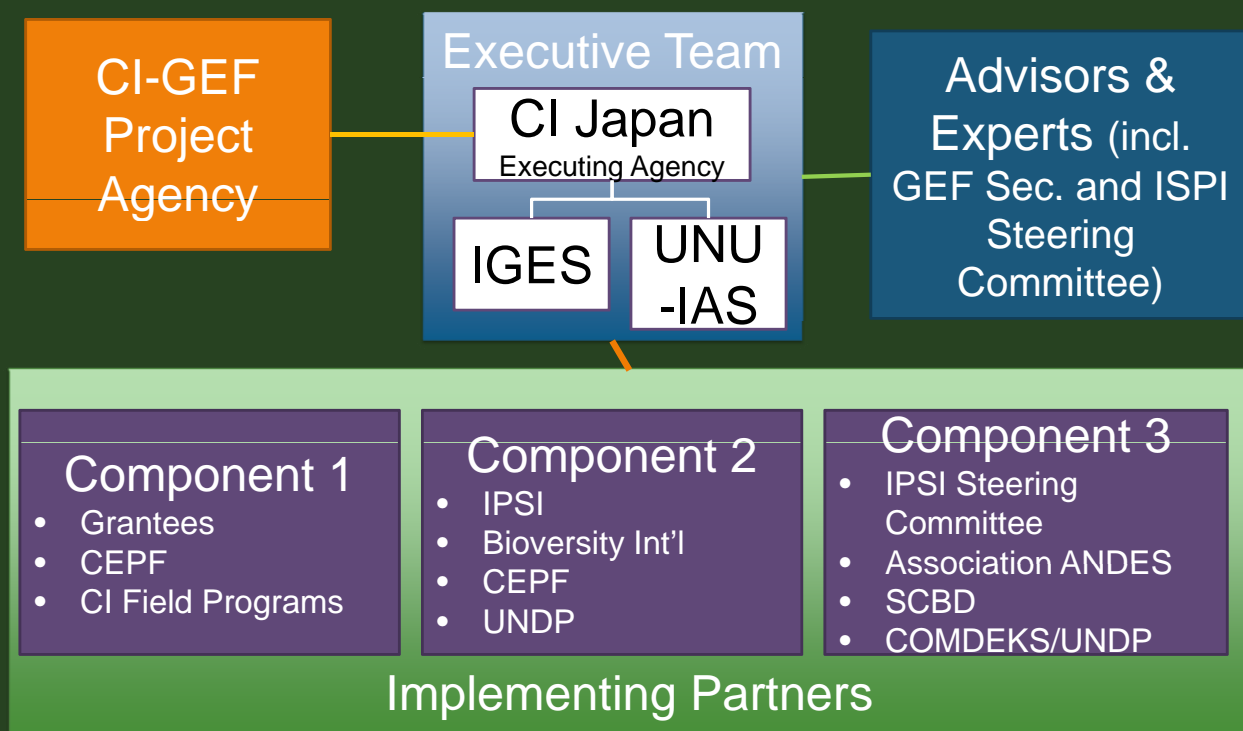 CI-GEF
Project
Agency
Executive Team
CI Japan
Executing Agency
IGES
UNU
-IAS
Advisors &
Experts (incl.
GEF Sec. and ISPI
Steering
Committee)
Component 1
• Grantees
• CEPF
• CI Field Programs
Component 2
• IPSI
• Bioversity Int'l
• CEPF
• UNDP
Component 3
• IPSI Steering
Committee
• Association ANDES
• SCBD
• COMDEKS/UNDP
Implementing Partners